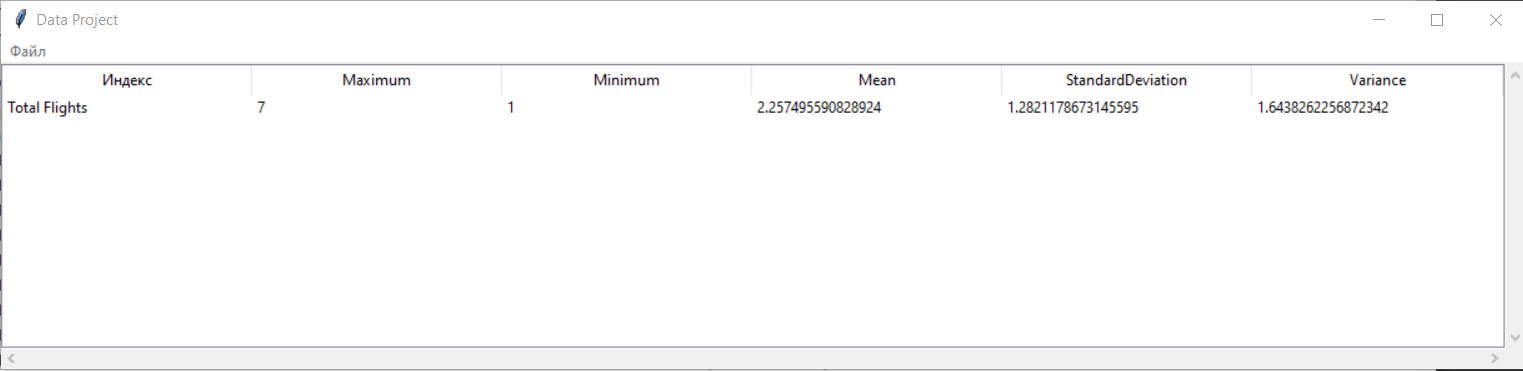 Data Project
Файл
Индекс Maximum Minimum Mean StandardDeviation Variance
Total Flights 7 1 2.257495590828924 1.2821178673145595 1.6438262256872342